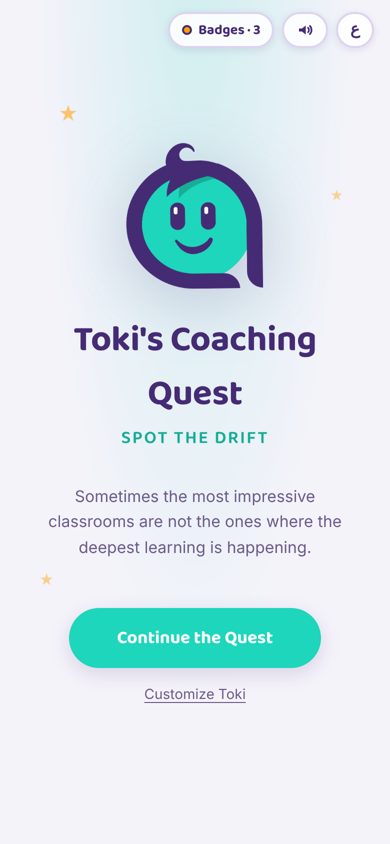 Badges · 3
ع
Toki's Coaching
Quest
SPOT THE DRIFT
Sometimes the most impressive
classrooms are not the ones where the
deepest learning is happening.
Continue the Quest
Customize Toki